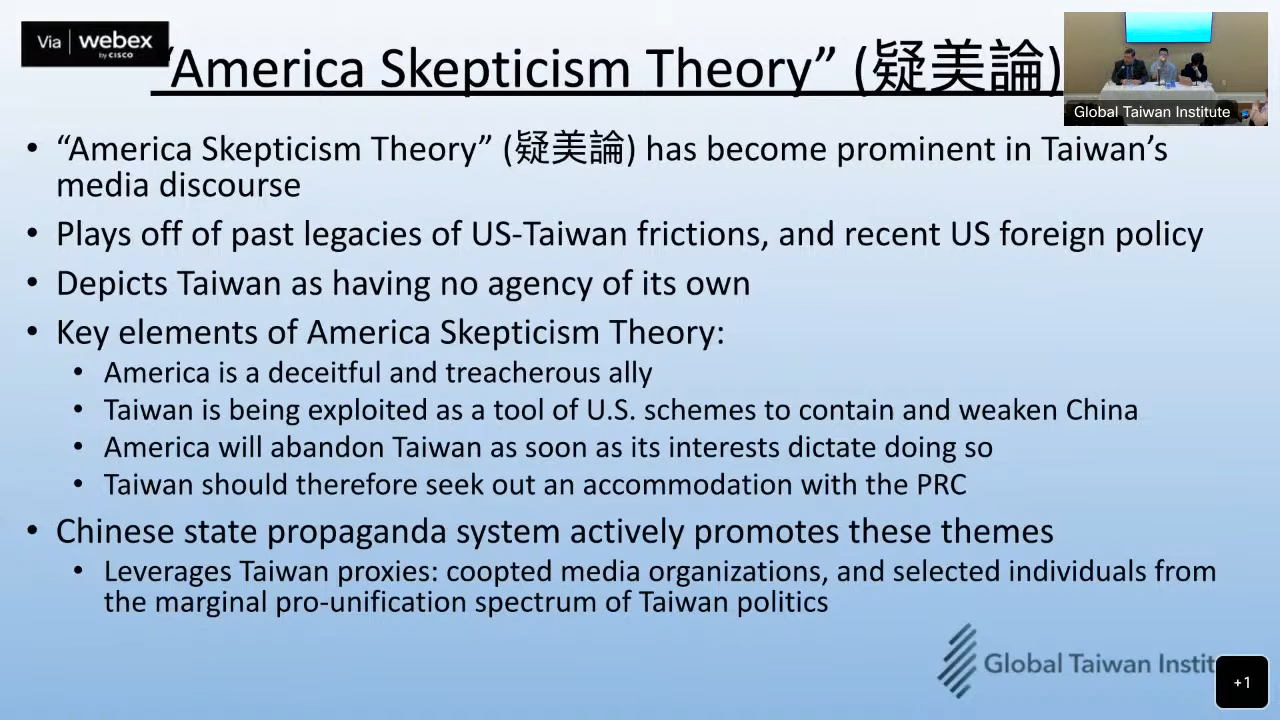 Via webex
by CISCO
“America Skepticism Theory” (疑美論)
Global Taiwan Institute
• “America Skepticism Theory” (疑美論) has become prominent in Taiwan’s
media discourse
• Plays off of past legacies of US-Taiwan frictions, and recent US foreign policy
• Depicts Taiwan as having no agency of its own
• Key elements of America Skepticism Theory:
• America is a deceitful and treacherous ally
• Taiwan is being exploited as a tool of U.S. schemes to contain and weaken China
• America will abandon Taiwan as soon as its interests dictate doing so
• Taiwan should therefore seek out an accommodation with the PRC
• Chinese state propaganda system actively promotes these themes
• Leverages Taiwan proxies: coopted media organizations, and selected individuals from
the marginal pro-unification spectrum of Taiwan politics
Global Taiwan Instit
+1